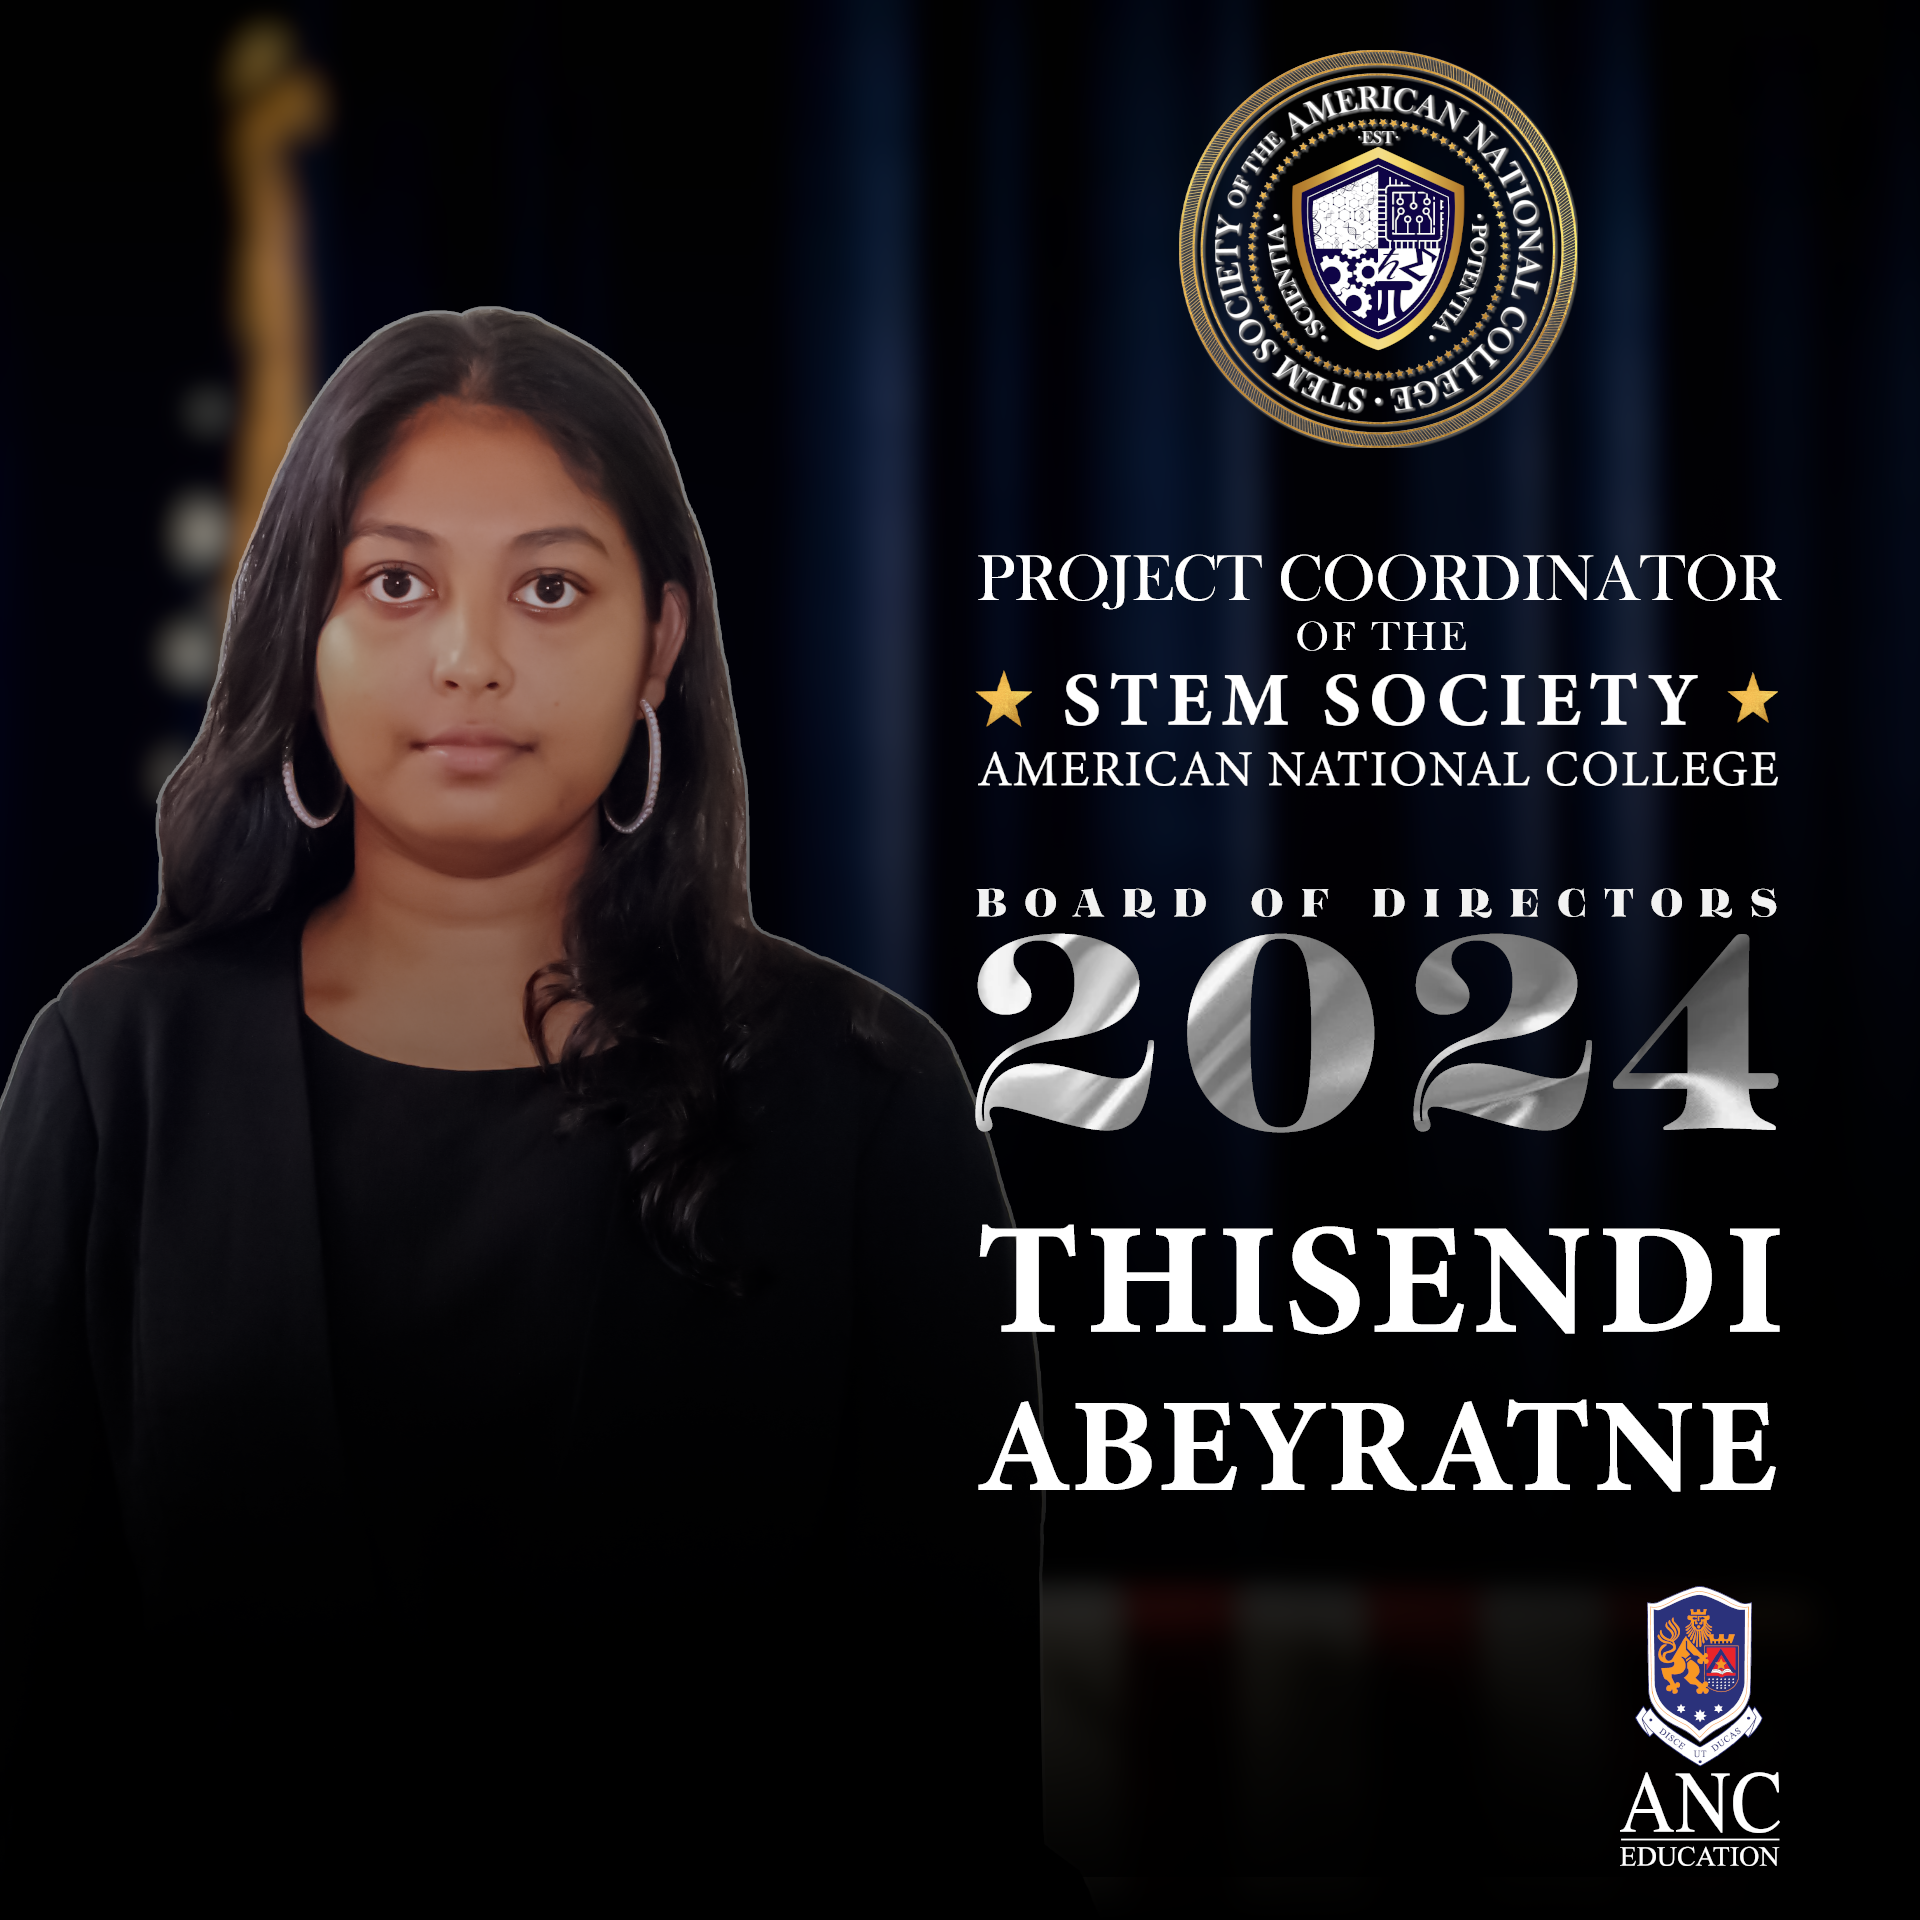 STEM SOCIETY OF THE AMERICAN NATIONAL COLLEGE ·
·EST·
·SCIENTIA·
·POTENTIA·
ħ Σ
π
PROJECT COORDINATOR
OF THE
STEM SOCIETY
AMERICAN NATIONAL COLLEGE
BOARD OF DIRECTORS
2024
THISENDI
ABEYRATNE
DISCE UT DUCAS
ANC
EDUCATION